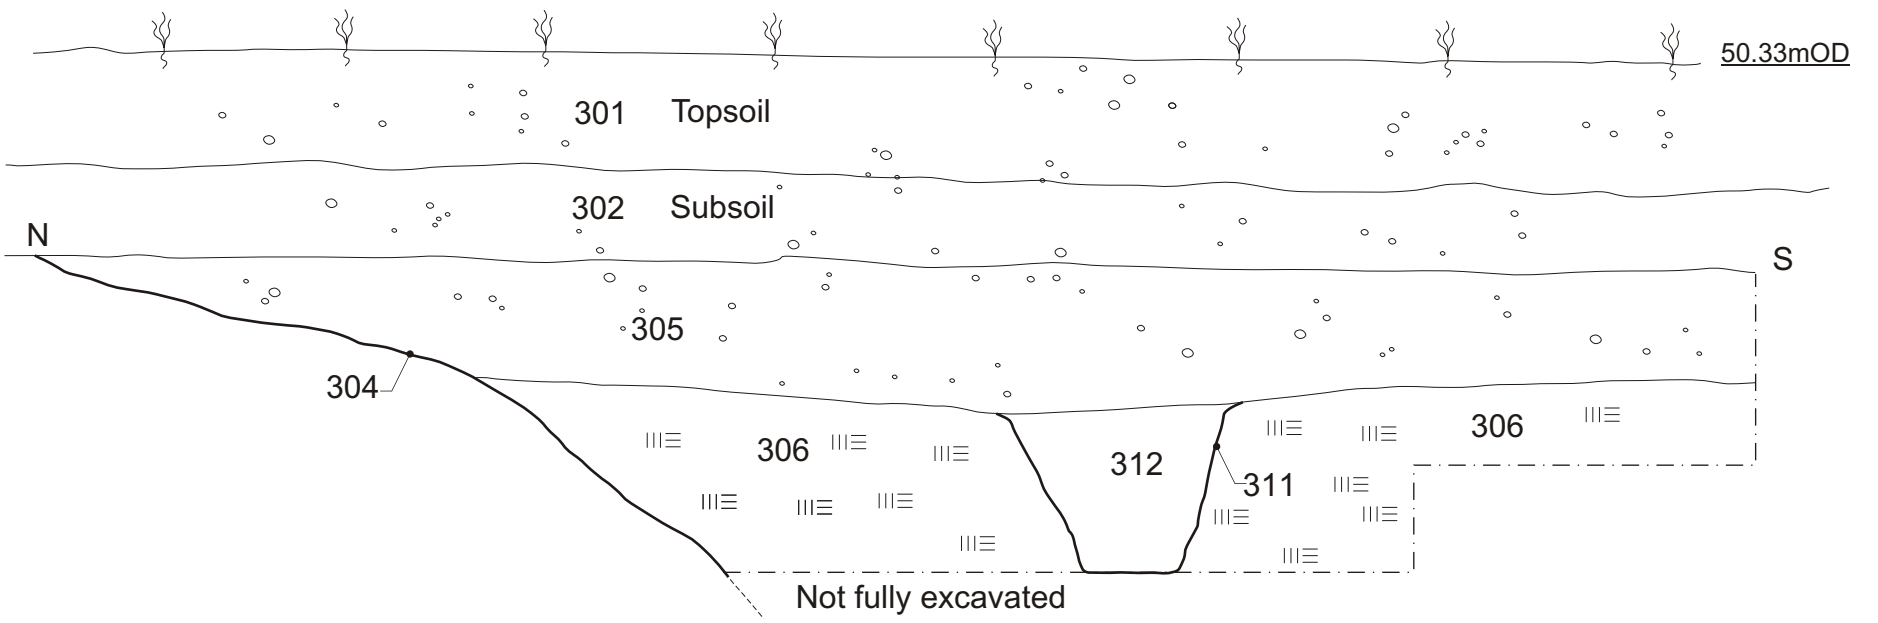 50.33mOD
301 Topsoil
302 Subsoil
N
S
305
304
306
306
312
311
Not fully excavated